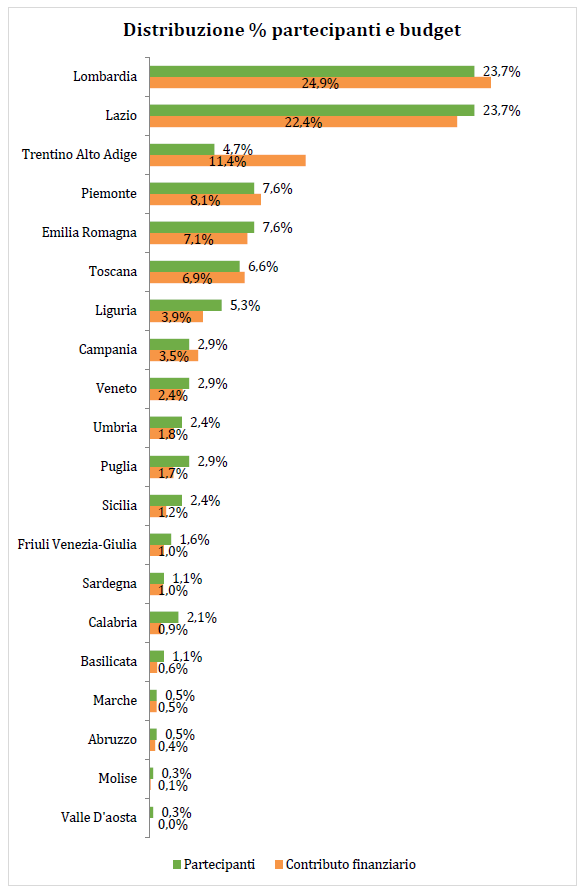 Distribuzione % partecipanti e budget
Lombardia 23,7%
24,9%
Lazio 23,7%
22,4%
Trentino Alto Adige 4,7%
11,4%
Piemonte 7,6%
8,1%
Emilia Romagna 7,6%
7,1%
Toscana 6,6%
6,9%
Liguria 5,3%
3,9%
Campania 2,9%
3,5%
Veneto 2,9%
2,4%
Umbria 2,4%
1,8%
Puglia 2,9%
1,7%
Sicilia 2,4%
1,2%
Friuli Venezia-Giulia 1,6%
1,0%
Sardegna 1,1%
1,0%
Calabria 2,1%
0,9%
Basilicata 1,1%
0,6%
Marche 0,5%
0,5%
Abruzzo 0,5%
0,4%
Molise 0,3%
0,1%
Valle D'aosta 0,3%
0,0%
Partecipanti Contributo finanziario